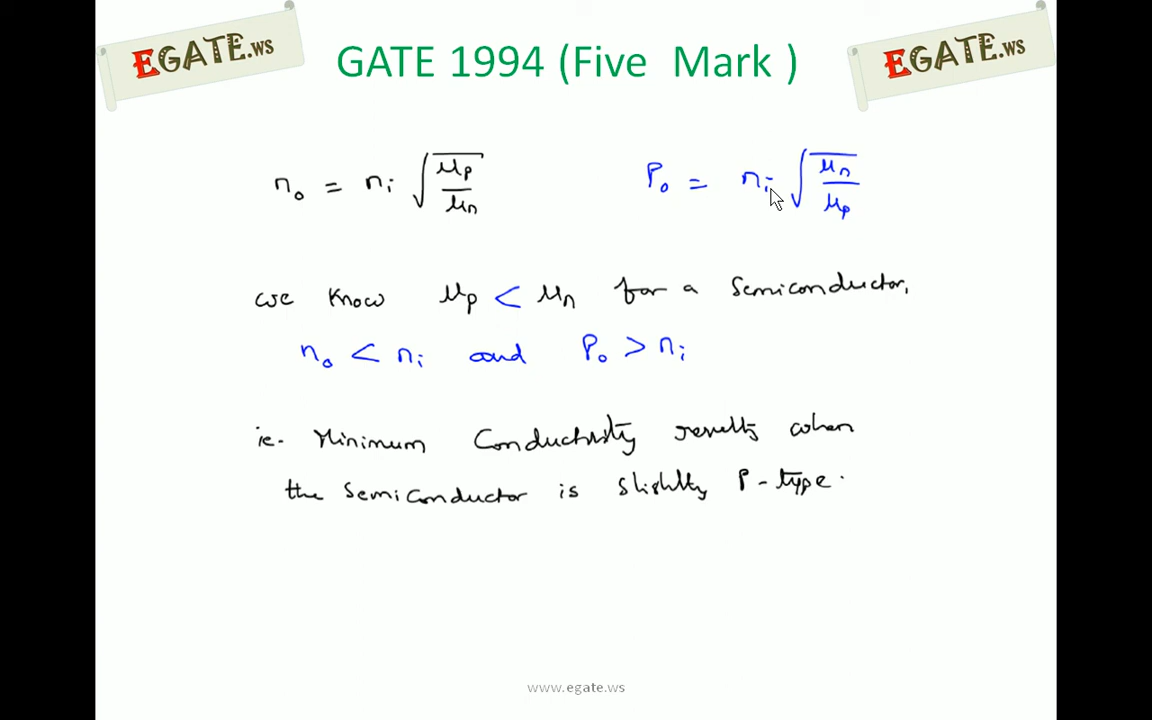 EGATE.ws
GATE 1994 (Five Mark )
EGATE.ws
n₀ = nᵢ √(μp/μn)
P₀ = nᵢ √(μn/μp)
we know μp < μn for a semiconductor,
n₀ < nᵢ and P₀ > nᵢ
ie. Minimum Conductivity results when
the semiconductor is slightly P-type.
www.egate.ws